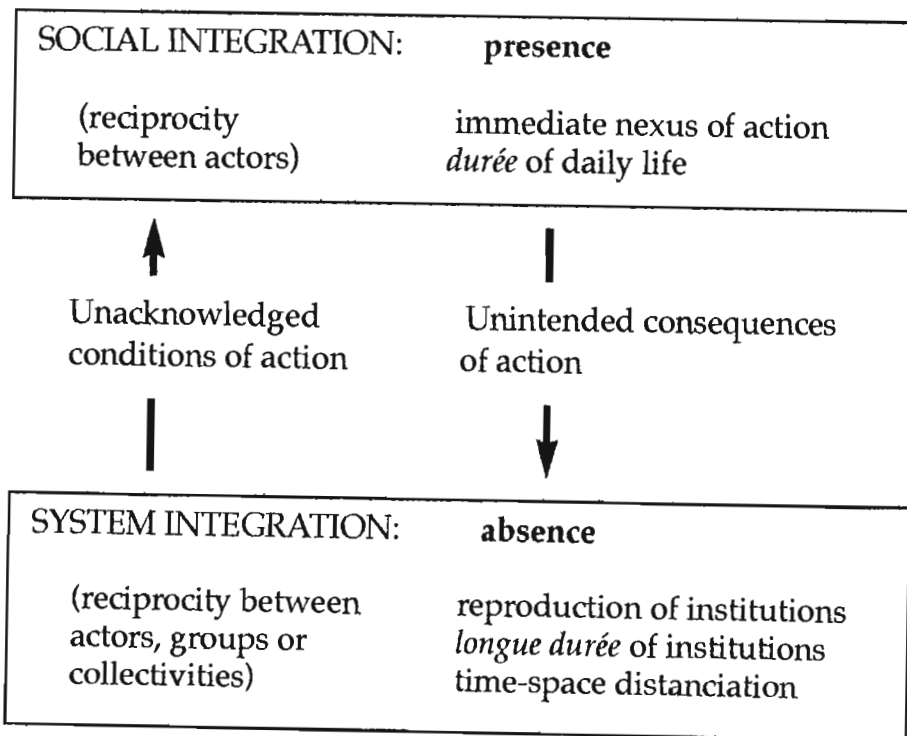 SOCIAL INTEGRATION: presence
(reciprocity
between actors)
immediate nexus of action
durée of daily life
Unacknowledged
conditions of action
Unintended consequences
of action
SYSTEM INTEGRATION: absence
(reciprocity between
actors, groups or
collectivities)
reproduction of institutions
longue durée of institutions
time-space distanciation